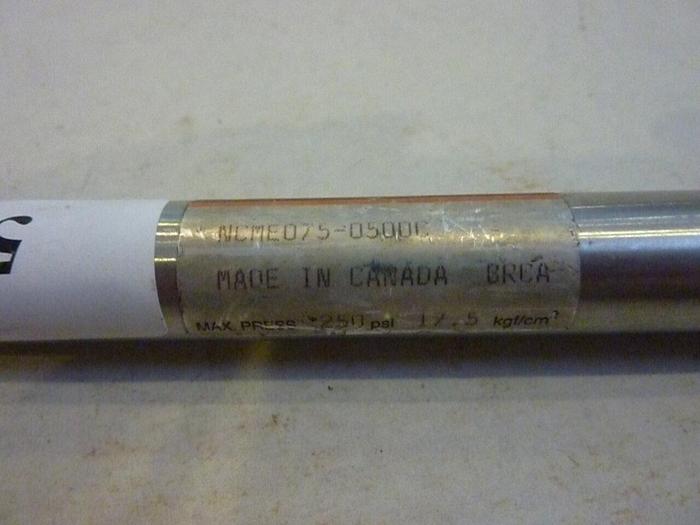 NCME075-0500C
MADE IN CANADA BRCA
MAX. PRESS. *250 psi 17.5 kgf/cm²